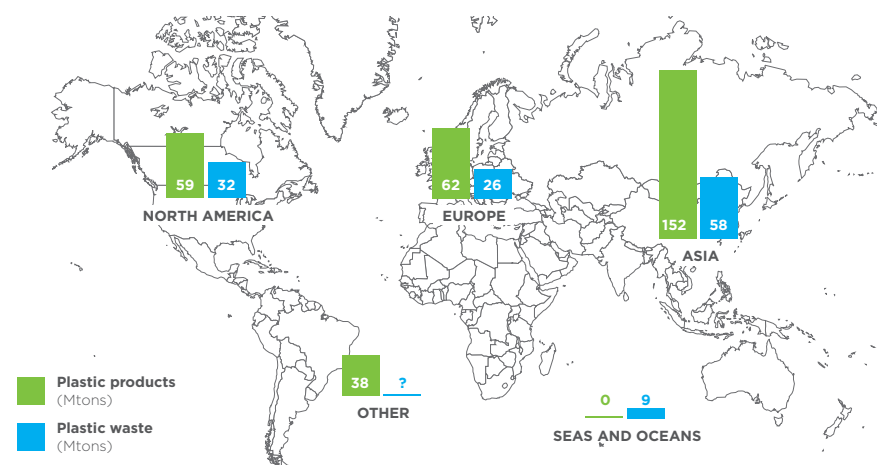 59
32
NORTH AMERICA
62
26
EUROPE
152
58
ASIA
38
?
OTHER
0
9
SEAS AND OCEANS
Plastic products
(Mtons)
Plastic waste
(Mtons)